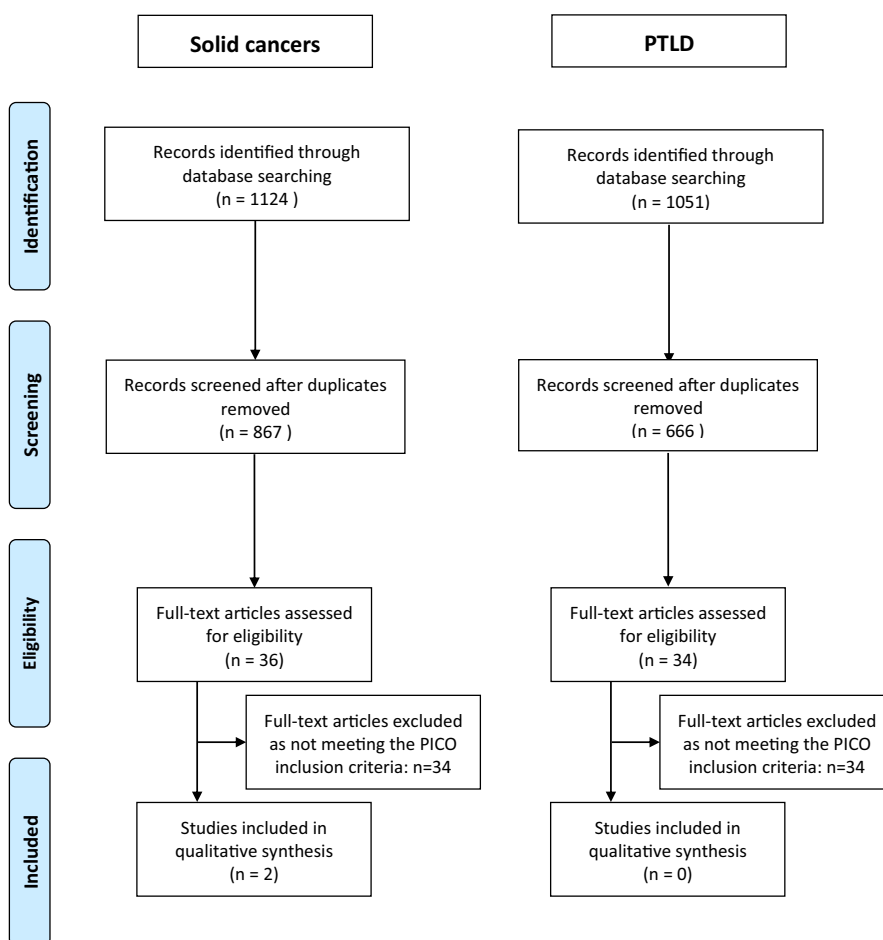 Solid cancers
PTLD
Identification
Records identified through
database searching
(n = 1124 )
Records identified through
database searching
(n = 1051)
Screening
Records screened after duplicates
removed
(n = 867 )
Records screened after duplicates
removed
(n = 666 )
Eligibility
Full-text articles assessed
for eligibility
(n = 36)
Full-text articles assessed
for eligibility
(n = 34)
Full-text articles excluded
as not meeting the PICO
inclusion criteria: n=34
Full-text articles excluded
as not meeting the PICO
inclusion criteria: n=34
Included
Studies included in
qualitative synthesis
(n = 2)
Studies included in
qualitative synthesis
(n = 0)